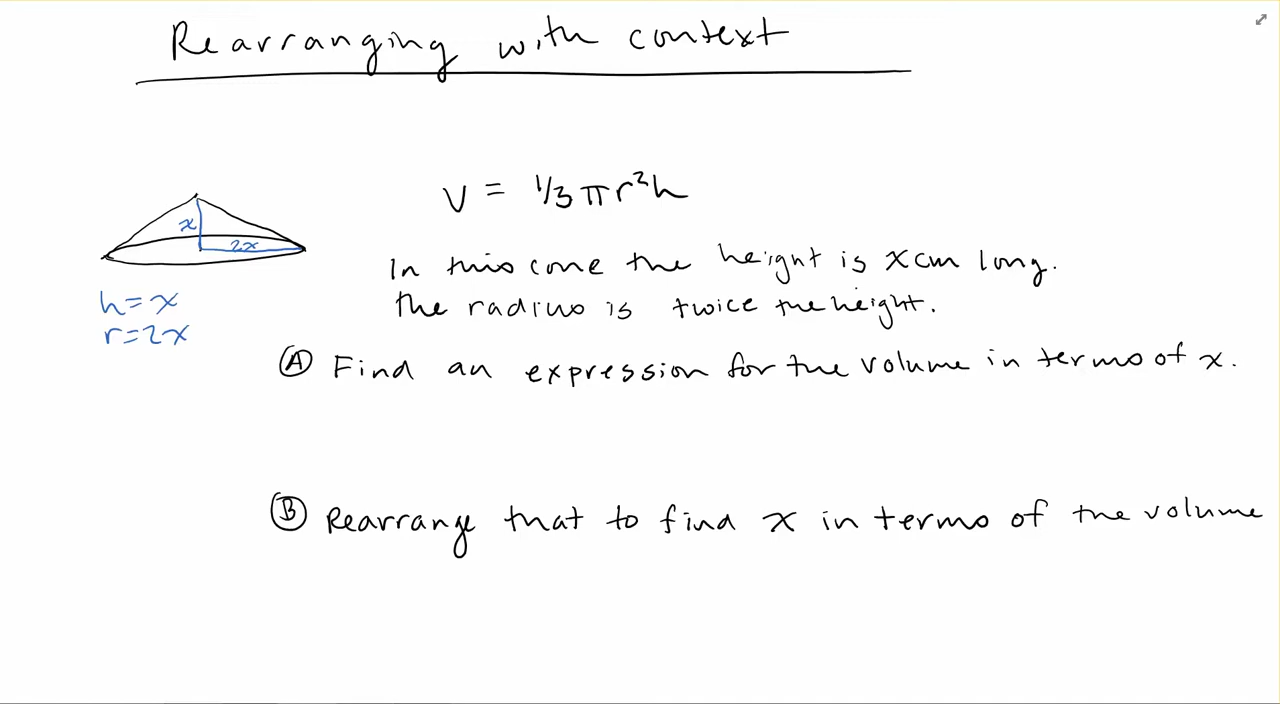 Rearranging with context
V = 1/3 πr²h
x
2x
In this cone the height is x cm long.
h=x
the radius is twice the height.
r=2x
Ⓐ Find an expression for the volume in terms of x.
Ⓑ Rearrange that to find x in terms of the volume